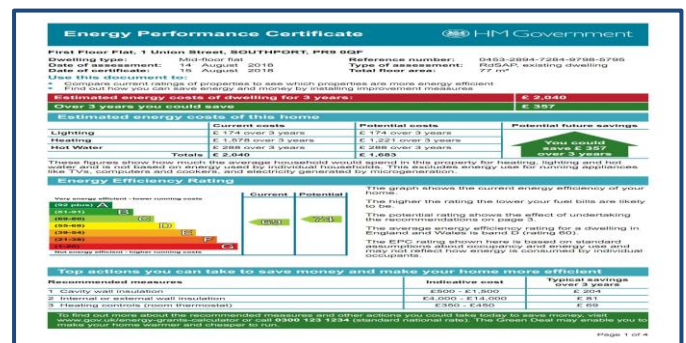 Energy Performance Certificate
HM Government
First Floor Flat, 1 Union Street, SOUTHPORT, PR9 0QF
Dwelling type: Mid-floor flat
Date of assessment: 14 August 2018
Date of certificate: 15 August 2018
Reference number: 0453-2894-7284-9798-5795
Type of assessment: RdSAP, existing dwelling
Total floor area: 77 m²
Use this document to:
• Compare current ratings of properties to see which properties are more energy efficient
• Find out how you can save energy and money by installing improvement measures
Estimated energy costs of dwelling for 3 years: £ 2,040
Over 3 years you could save £ 357
Estimated energy costs of this home
Current costs Potential costs Potential future savings
Lighting £ 174 over 3 years £ 174 over 3 years
Heating £ 1,578 over 3 years £ 1,221 over 3 years
Hot Water £ 288 over 3 years £ 288 over 3 years
Totals £ 2,040 £ 1,683
You could
save £ 357
over 3 years
These figures show how much the average household would spend in this property for heating, lighting and hot
water and is not based on energy used by individual households. This excludes energy use for running appliances
like TVs, computers and cookers, and electricity generated by microgeneration.
Energy Efficiency Rating
Current Potential
Very energy efficient - lower running costs
(92 plus) A
(81-91) B
(69-80) C
(55-68) D
(39-54) E
(21-38) F
(1-20) G
Not energy efficient - higher running costs
69 74
The graph shows the current energy efficiency of your
home.
The higher the rating the lower your fuel bills are likely
to be.
The potential rating shows the effect of undertaking
the recommendations on page 3.
The average energy efficiency rating for a dwelling in
England and Wales is band D (rating 60).
The EPC rating shown here is based on standard
assumptions about occupancy and energy use and
may not reflect how energy is consumed by individual
occupants.
Top actions you can take to save money and make your home more efficient
Recommended measures Indicative cost Typical savings
over 3 years
1 Cavity wall insulation £500 - £1,500 £ 204
2 Internal or external wall insulation £4,000 - £14,000 £ 81
3 Heating controls (room thermostat) £350 - £450 £ 69
To find out more about the recommended measures and other actions you could take today to save money, visit
www.gov.uk/energy-grants-calculator or call 0300 123 1234 (standard national rate). The Green Deal may enable you to
make your home warmer and cheaper to run.
Page 1 of 4